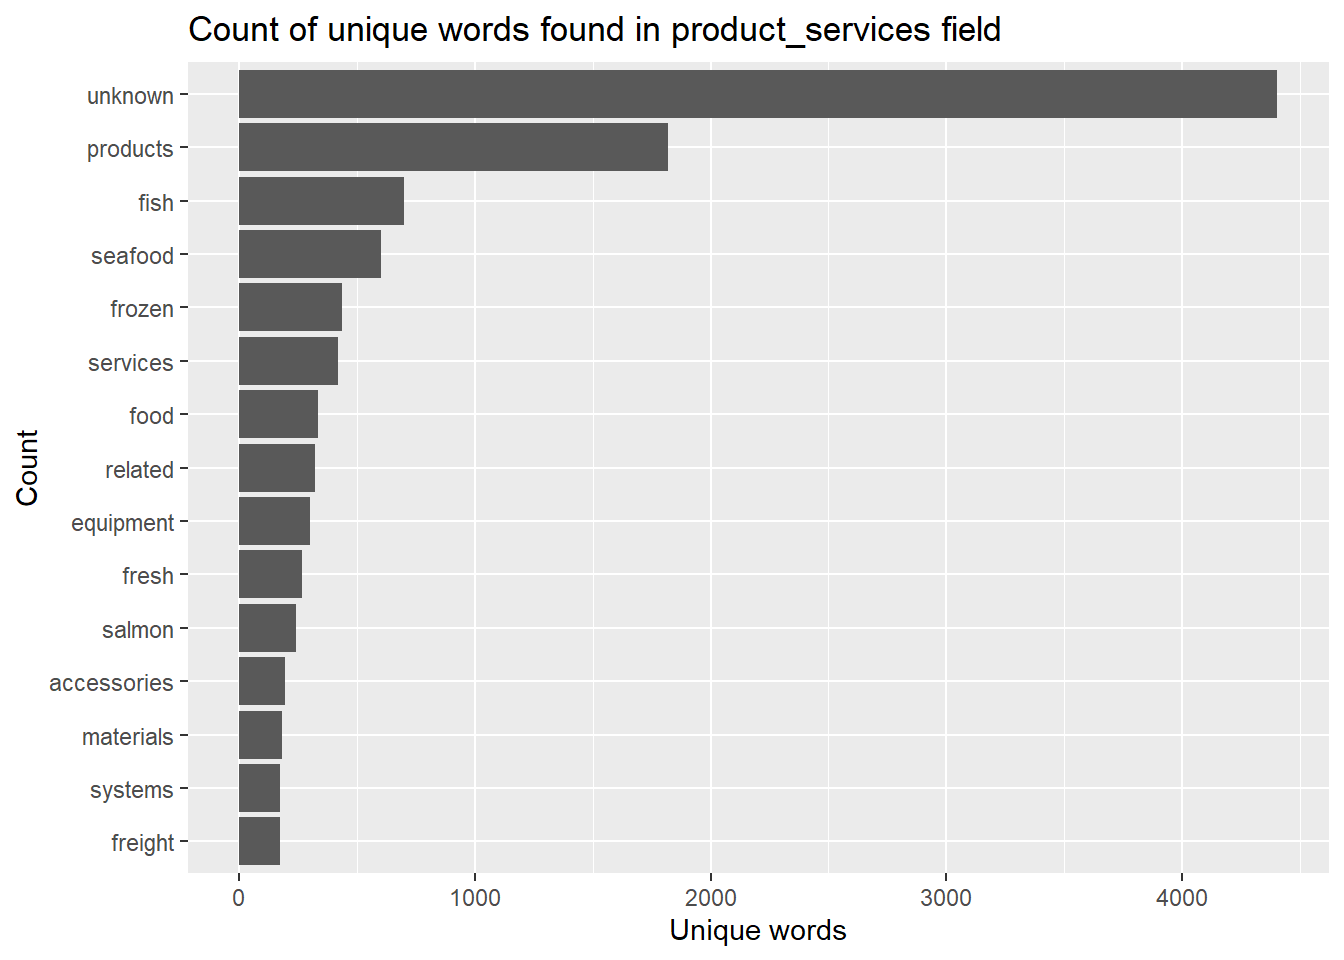 Count of unique words found in product_services field
unknown
products
fish
seafood
frozen
services
food
related
equipment
fresh
salmon
accessories
materials
systems
freight
Count
0 1000 2000 3000 4000
Unique words